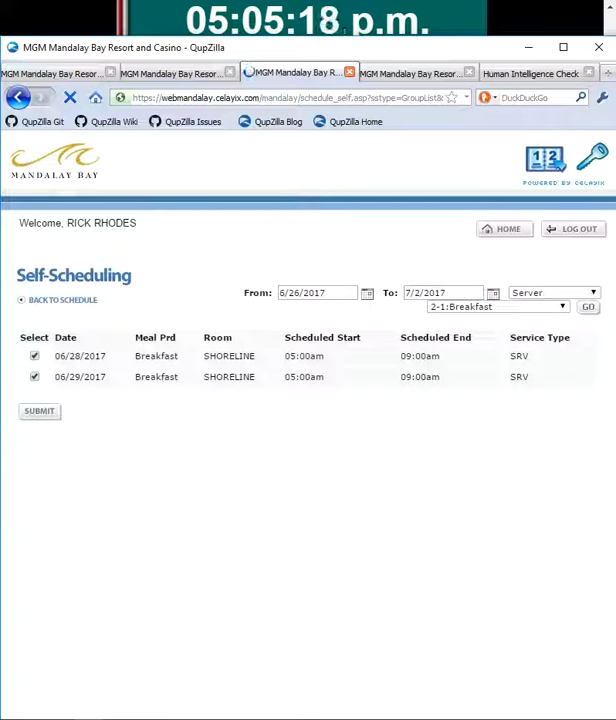 05:05:18 p.m.
MGM Mandalay Bay Resort and Casino - QupZilla
MGM Mandalay Bay Resor... MGM Mandalay Bay Resor... MGM Mandalay Bay R... MGM Mandalay Bay Resor... Human Intelligence Check
https://webmandalay.celayix.com/mandalay/schedule_self.asp?sstype=GroupList& DuckDuckGo
QupZilla Git QupZilla Wiki QupZilla Issues QupZilla Blog QupZilla Home
MANDALAY BAY
1 2
POWERED BY CELAYIX
Welcome, RICK RHODES
HOME LOG OUT
Self-Scheduling
BACK TO SCHEDULE
From: 6/26/2017 To: 7/2/2017 Server
2-1:Breakfast GO
Select Date Meal Prd Room Scheduled Start Scheduled End Service Type
06/28/2017 Breakfast SHORELINE 05:00am 09:00am SRV
06/29/2017 Breakfast SHORELINE 05:00am 09:00am SRV
SUBMIT